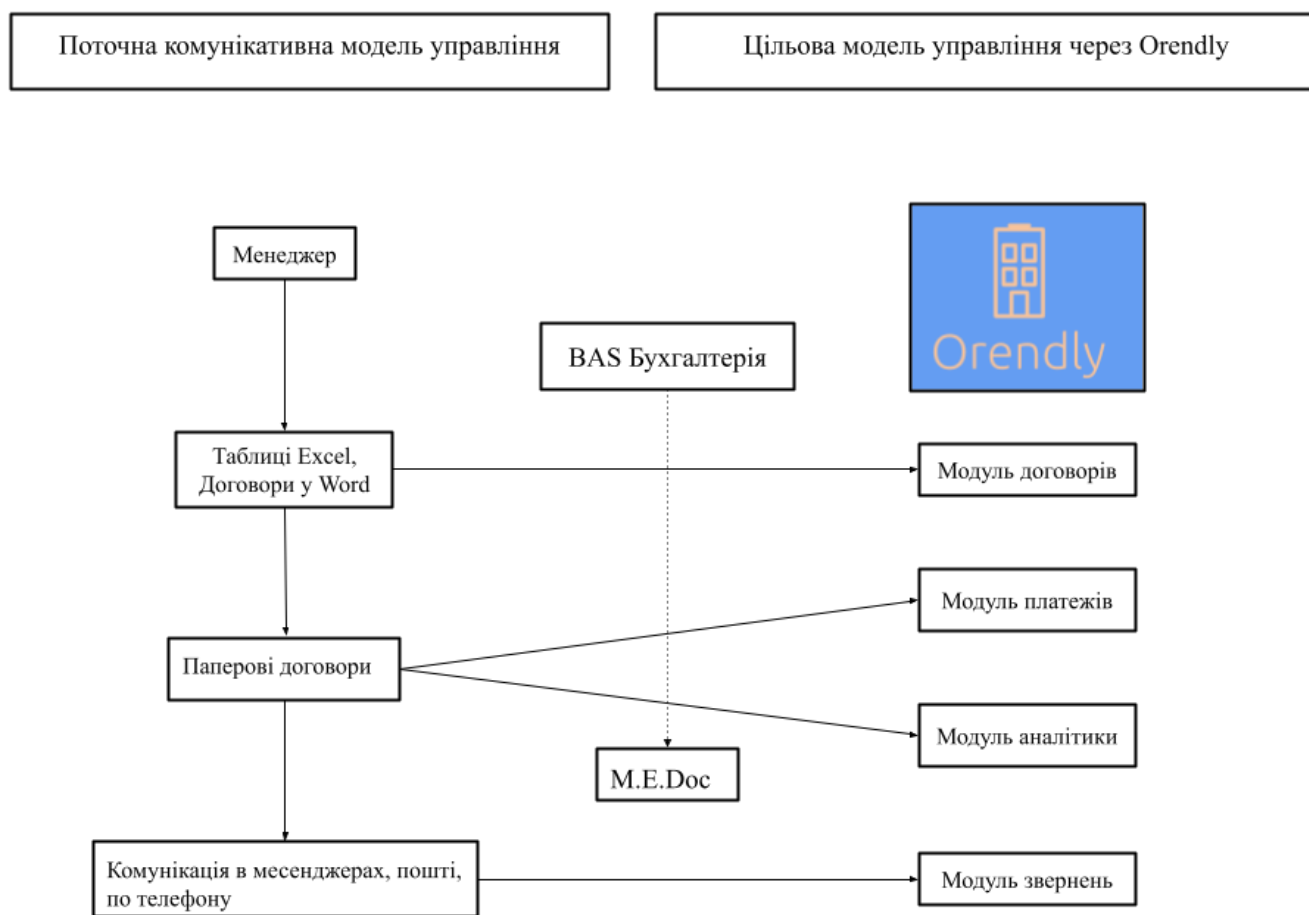 Поточна комунікативна модель управління
Цільова модель управління через Orendly
Менеджер
Orendly
BAS Бухгалтерія
Таблиці Excel,
Договори у Word
Модуль договорів
Модуль платежів
Паперові договори
Модуль аналітики
M.E.Doc
Комунікація в месенджерах, пошті,
по телефону
Модуль звернень